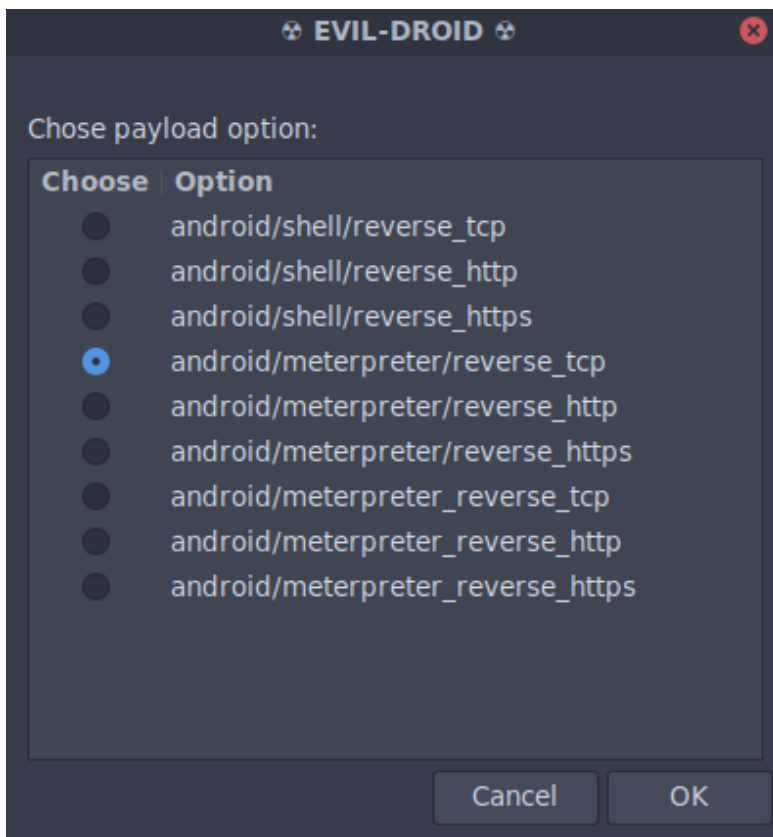 ☢ EVIL-DROID ☢
Chose payload option:
Choose Option
android/shell/reverse_tcp
android/shell/reverse_http
android/shell/reverse_https
android/meterpreter/reverse_tcp
android/meterpreter/reverse_http
android/meterpreter/reverse_https
android/meterpreter_reverse_tcp
android/meterpreter_reverse_http
android/meterpreter_reverse_https
Cancel OK